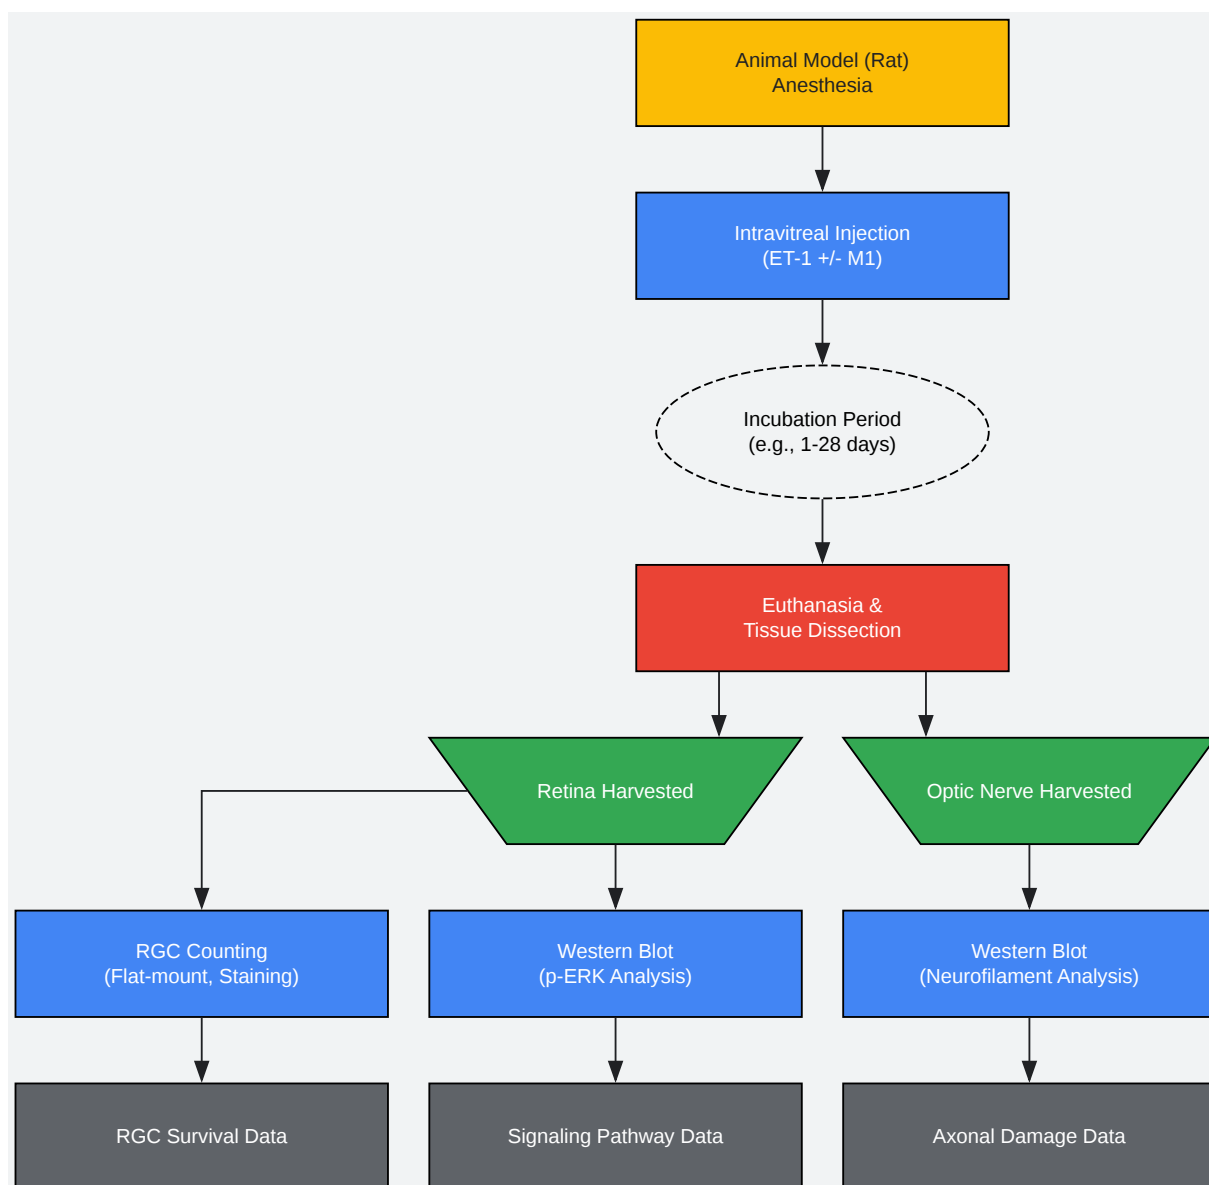 Animal Model (Rat)
Anesthesia
Intravitreal Injection
(ET-1 +/- M1)
Incubation Period
(e.g., 1-28 days)
Euthanasia &
Tissue Dissection
Retina Harvested
Optic Nerve Harvested
RGC Counting
(Flat-mount, Staining)
Western Blot
(p-ERK Analysis)
Western Blot
(Neurofilament Analysis)
RGC Survival Data
Signaling Pathway Data
Axonal Damage Data